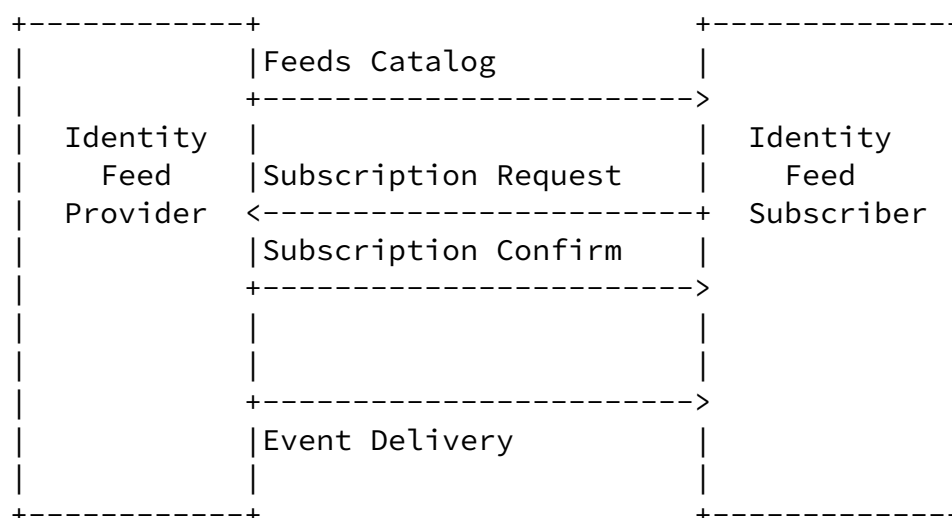 Feeds Catalog
Identity Identity
Feed Subscription Request Feed
Provider Subscriber
Subscription Confirm
Event Delivery